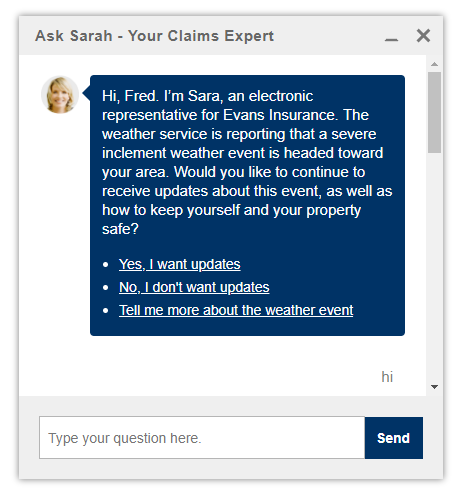 Ask Sarah - Your Claims Expert
Hi, Fred. I’m Sara, an electronic
representative for Evans Insurance. The
weather service is reporting that a severe
inclement weather event is headed toward
your area. Would you like to continue to
receive updates about this event, as well as
how to keep yourself and your property
safe?
• Yes, I want updates
• No, I don't want updates
• Tell me more about the weather event
hi
Type your question here.
Send